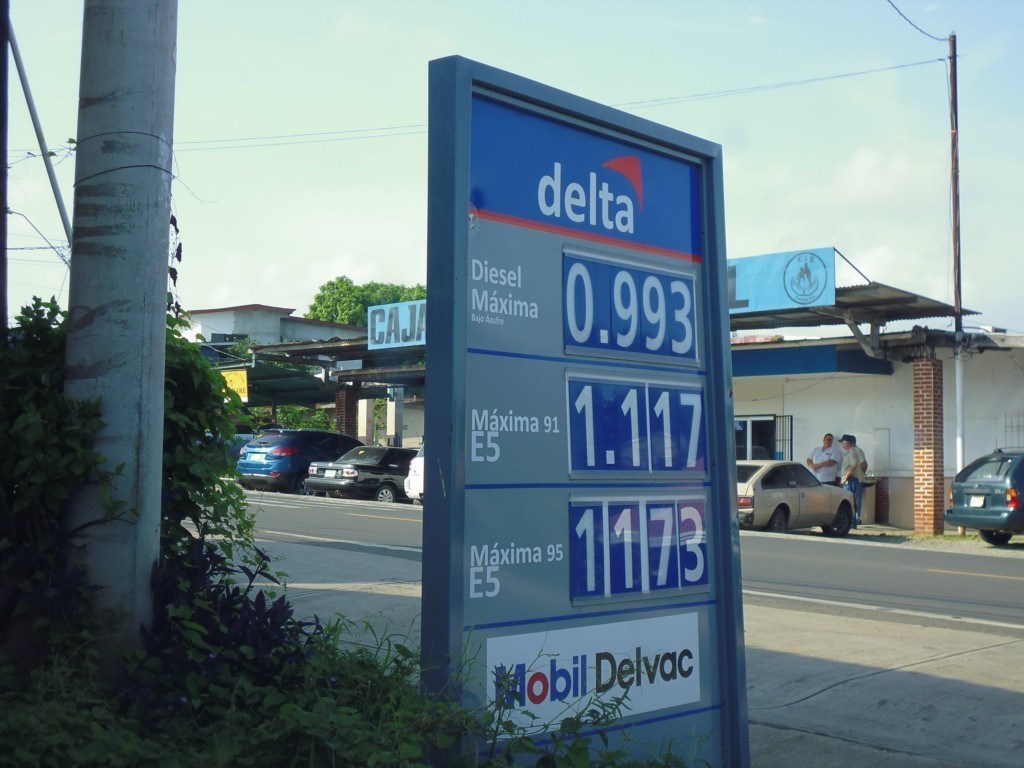 delta
Diesel
Máxima
Bajo Azufre
0.993
Máxima 91
E5
1.117
Máxima 95
E5
1.173
Mobil Delvac
CAJA
L